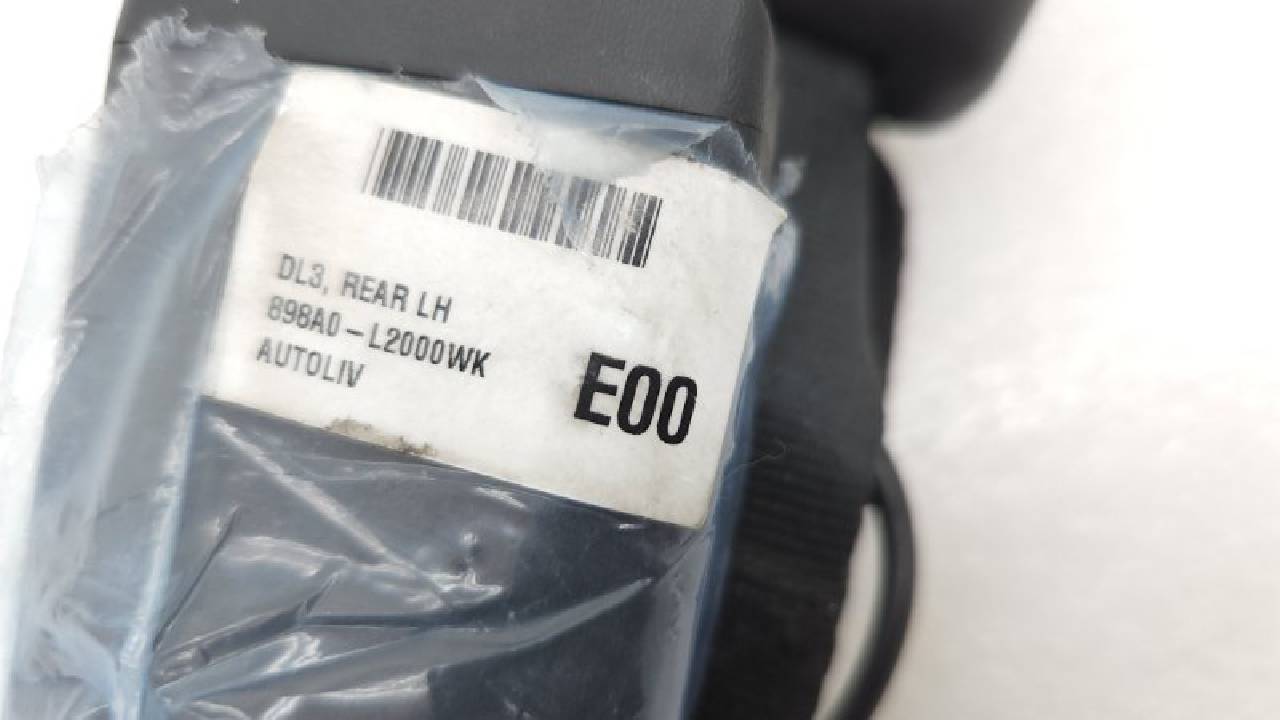 DL3, REAR LH
898A0-L2000WK
AUTOLIV
E00